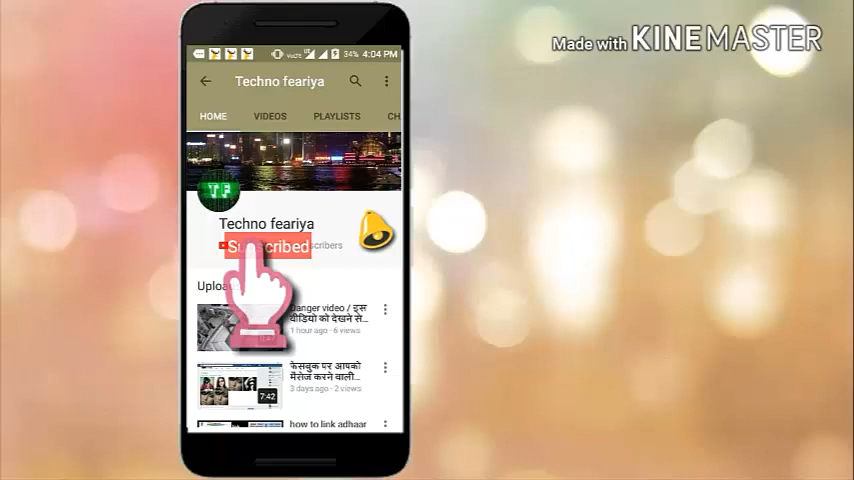 Made with KINEMASTER
VoLTE 34% 4:04 PM
Techno feariya
HOME VIDEOS PLAYLISTS CH
TF
Techno feariya
Subscribed scribers
Uploa
Danger video / इस
वीडियो को देखने से...
1 hour ago · 6 views
फेसबुक पर आपको
मैसेज करने वाली...
3 days ago · 2 views
7:42
how to link adhaar